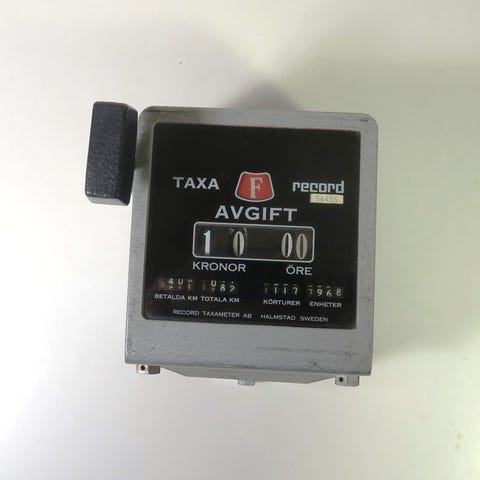 TAXA F record
54455
AVGIFT
10 00
KRONOR ÖRE
BETALDA KM TOTALA KM KÖRTURER ENHETER
RECORD TAXAMETER AB HALMSTAD SWEDEN